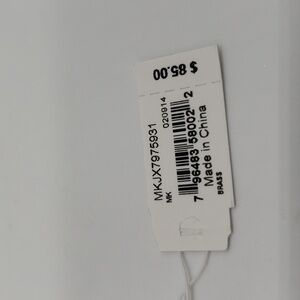 $ 85.00
MKJX7975931
MK 020914
7 96483 58002 2
Made in China
BRASS